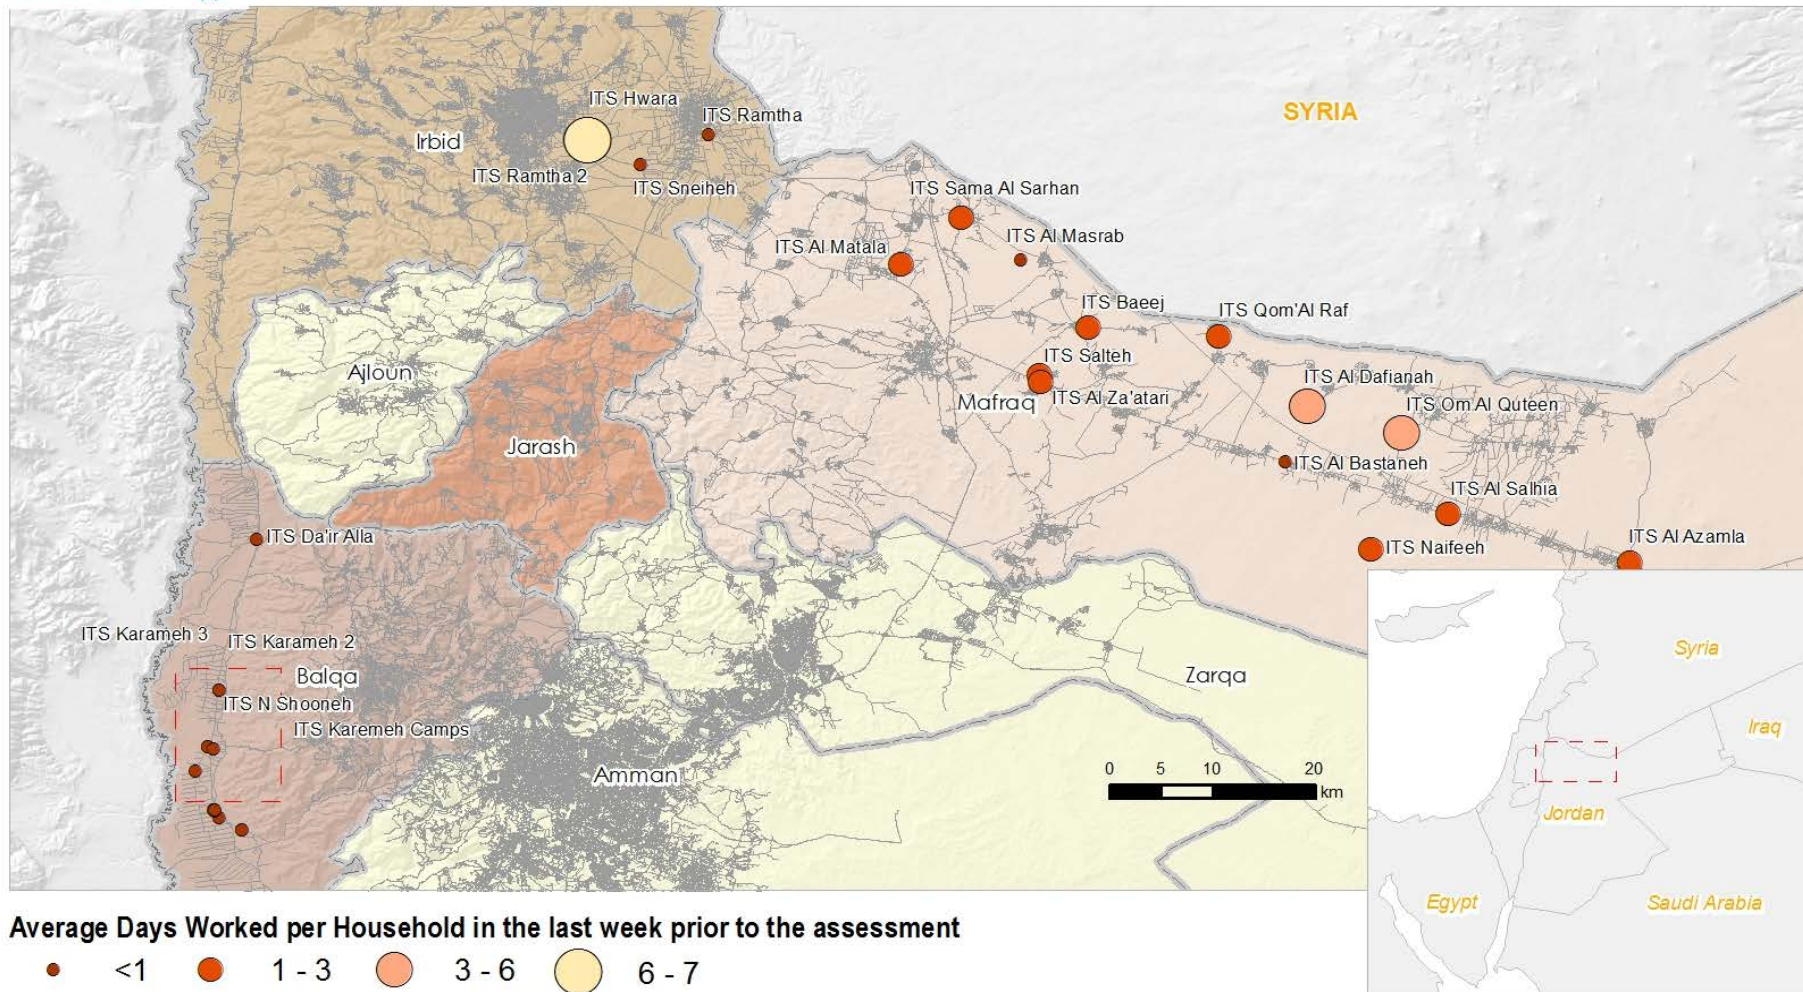 SYRIA
ITS Hwara
ITS Ramtha
Irbid
ITS Ramtha 2
ITS Sneiheh
ITS Sama Al Sarhan
ITS Al Matala
ITS Al Masrab
ITS Baeej
ITS Qom'Al Raf
ITS Salteh
Ajloun
ITS Al Dafianah
Mafraq
ITS Al Za'atari
ITS Om Al Quteen
Jarash
ITS Al Bastaneh
ITS Al Salhia
ITS Da'ir Alla
ITS Naifeeh
ITS Al Azamla
ITS Karameh 3
ITS Karameh 2
Balqa
Zarqa
ITS N Shooneh
ITS Karemeh Camps
Amman
0 5 10 20
km
Syria
Iraq
Jordan
Egypt
Saudi Arabia
Average Days Worked per Household in the last week prior to the assessment
<1 1 - 3 3 - 6 6 - 7